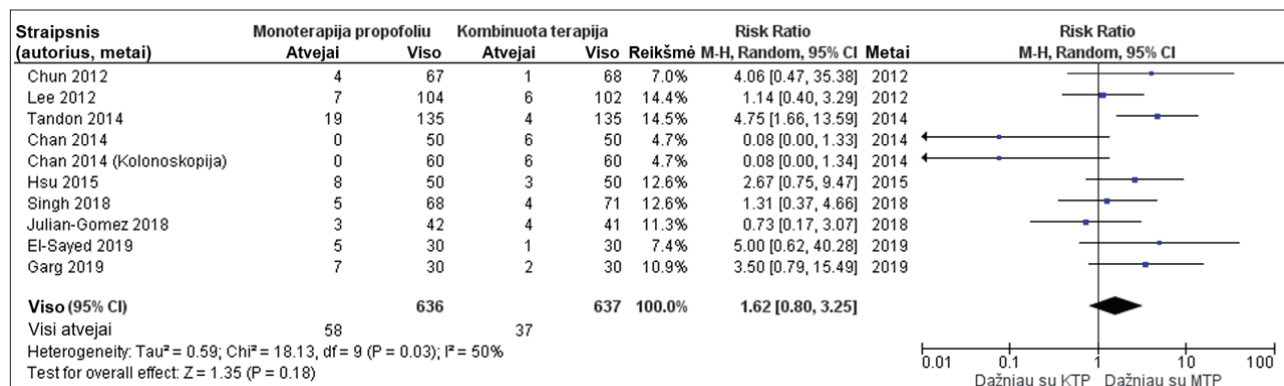 Straipsnis Monoterapija propofoliu Kombinuota terapija Risk Ratio Risk Ratio
(autorius, metai) Atvejai Viso Atvejai Viso Reikšmė M-H, Random, 95% CI Metai M-H, Random, 95% CI
Chun 2012 4 67 1 68 7.0% 4.06 [0.47, 35.38] 2012
Lee 2012 7 104 6 102 14.4% 1.14 [0.40, 3.29] 2012
Tandon 2014 19 135 4 135 14.5% 4.75 [1.66, 13.59] 2014
Chan 2014 0 50 6 50 4.7% 0.08 [0.00, 1.33] 2014
Chan 2014 (Kolonoskopija) 0 60 6 60 4.7% 0.08 [0.00, 1.34] 2014
Hsu 2015 8 50 3 50 12.6% 2.67 [0.75, 9.47] 2015
Singh 2018 5 68 4 71 12.6% 1.31 [0.37, 4.66] 2018
Julian-Gomez 2018 3 42 4 41 11.3% 0.73 [0.17, 3.07] 2018
El-Sayed 2019 5 30 1 30 7.4% 5.00 [0.62, 40.28] 2019
Garg 2019 7 30 2 30 10.9% 3.50 [0.79, 15.49] 2019
Viso (95% CI) 636 637 100.0% 1.62 [0.80, 3.25]
Visi atvejai 58 37
Heterogeneity: Tau² = 0.59; Chi² = 18.13, df = 9 (P = 0.03); I² = 50%
Test for overall effect: Z = 1.35 (P = 0.18)
0.01 0.1 1 10 100
Dažniau su KTP Dažniau su MTP